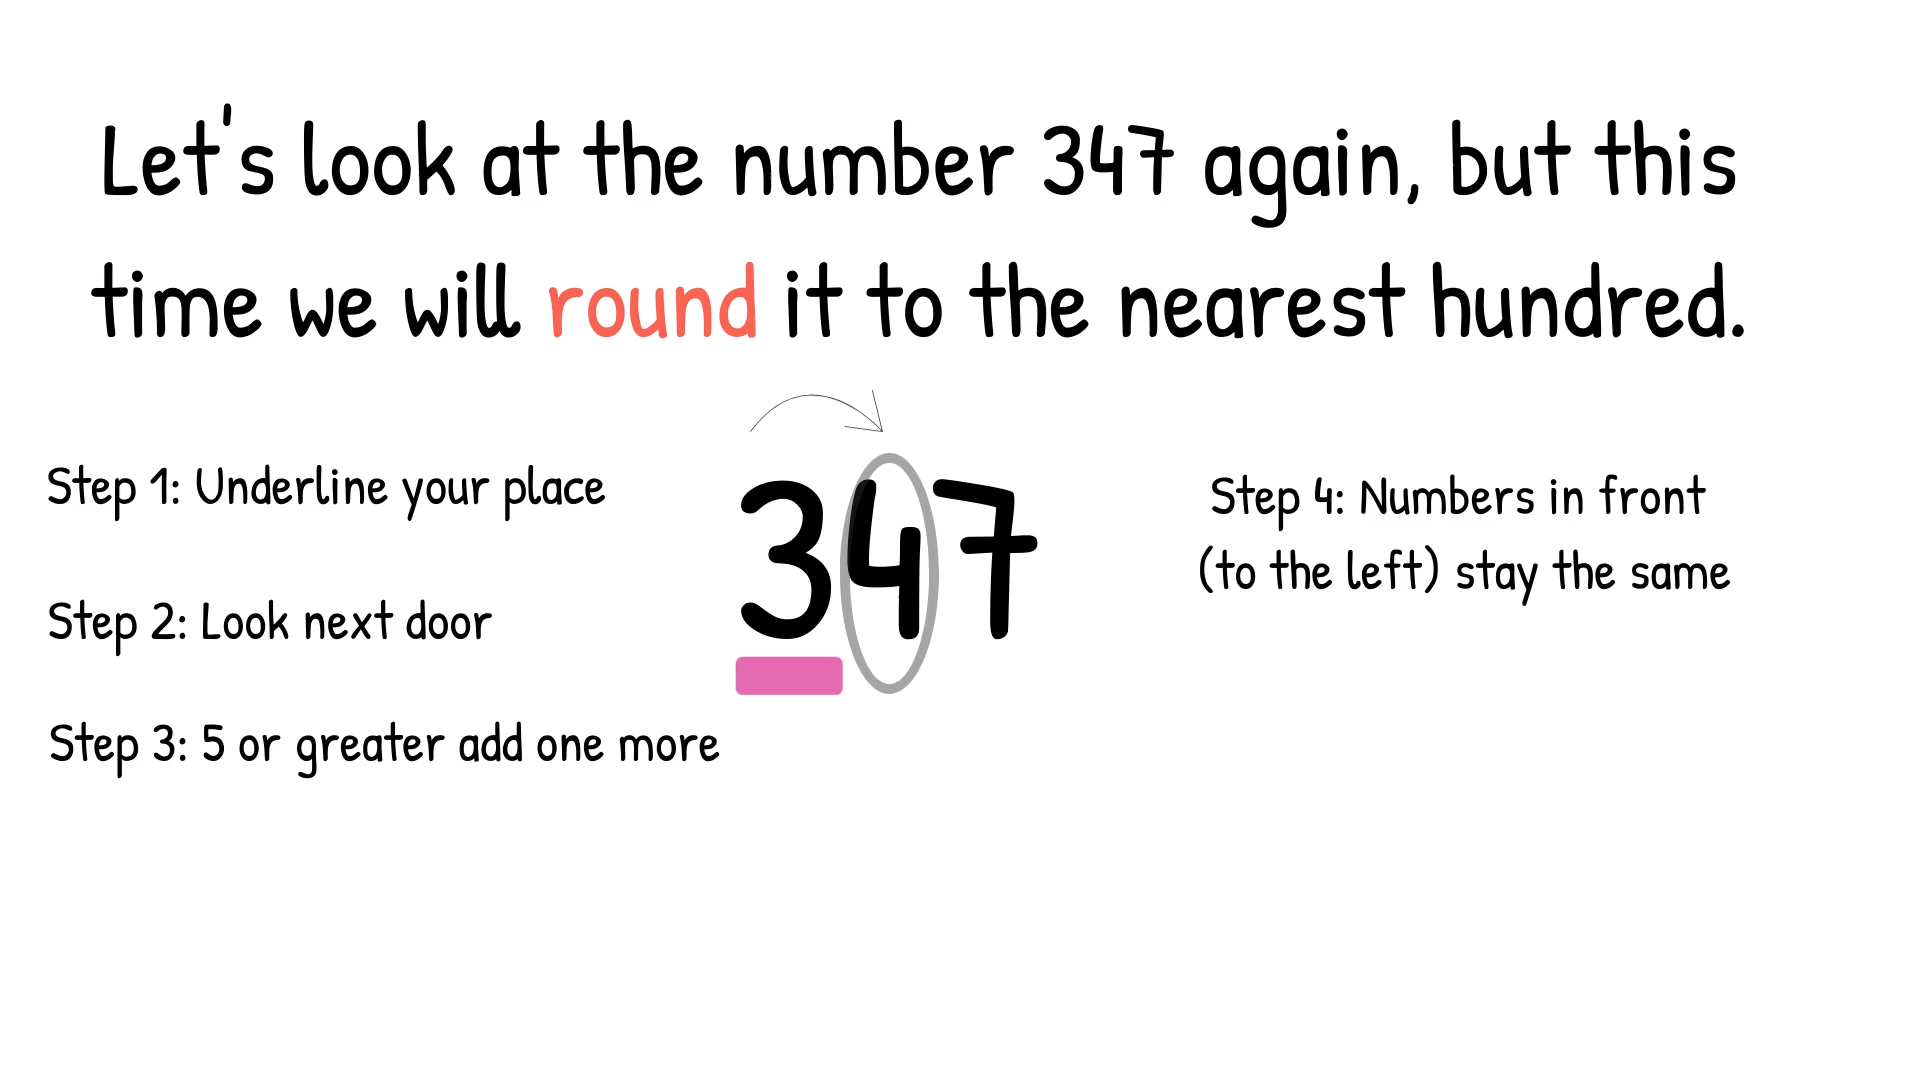 Let's look at the number 347 again, but this
time we will round it to the nearest hundred.
Step 1: Underline your place
Step 2: Look next door
Step 3: 5 or greater add one more
347
Step 4: Numbers in front
(to the left) stay the same